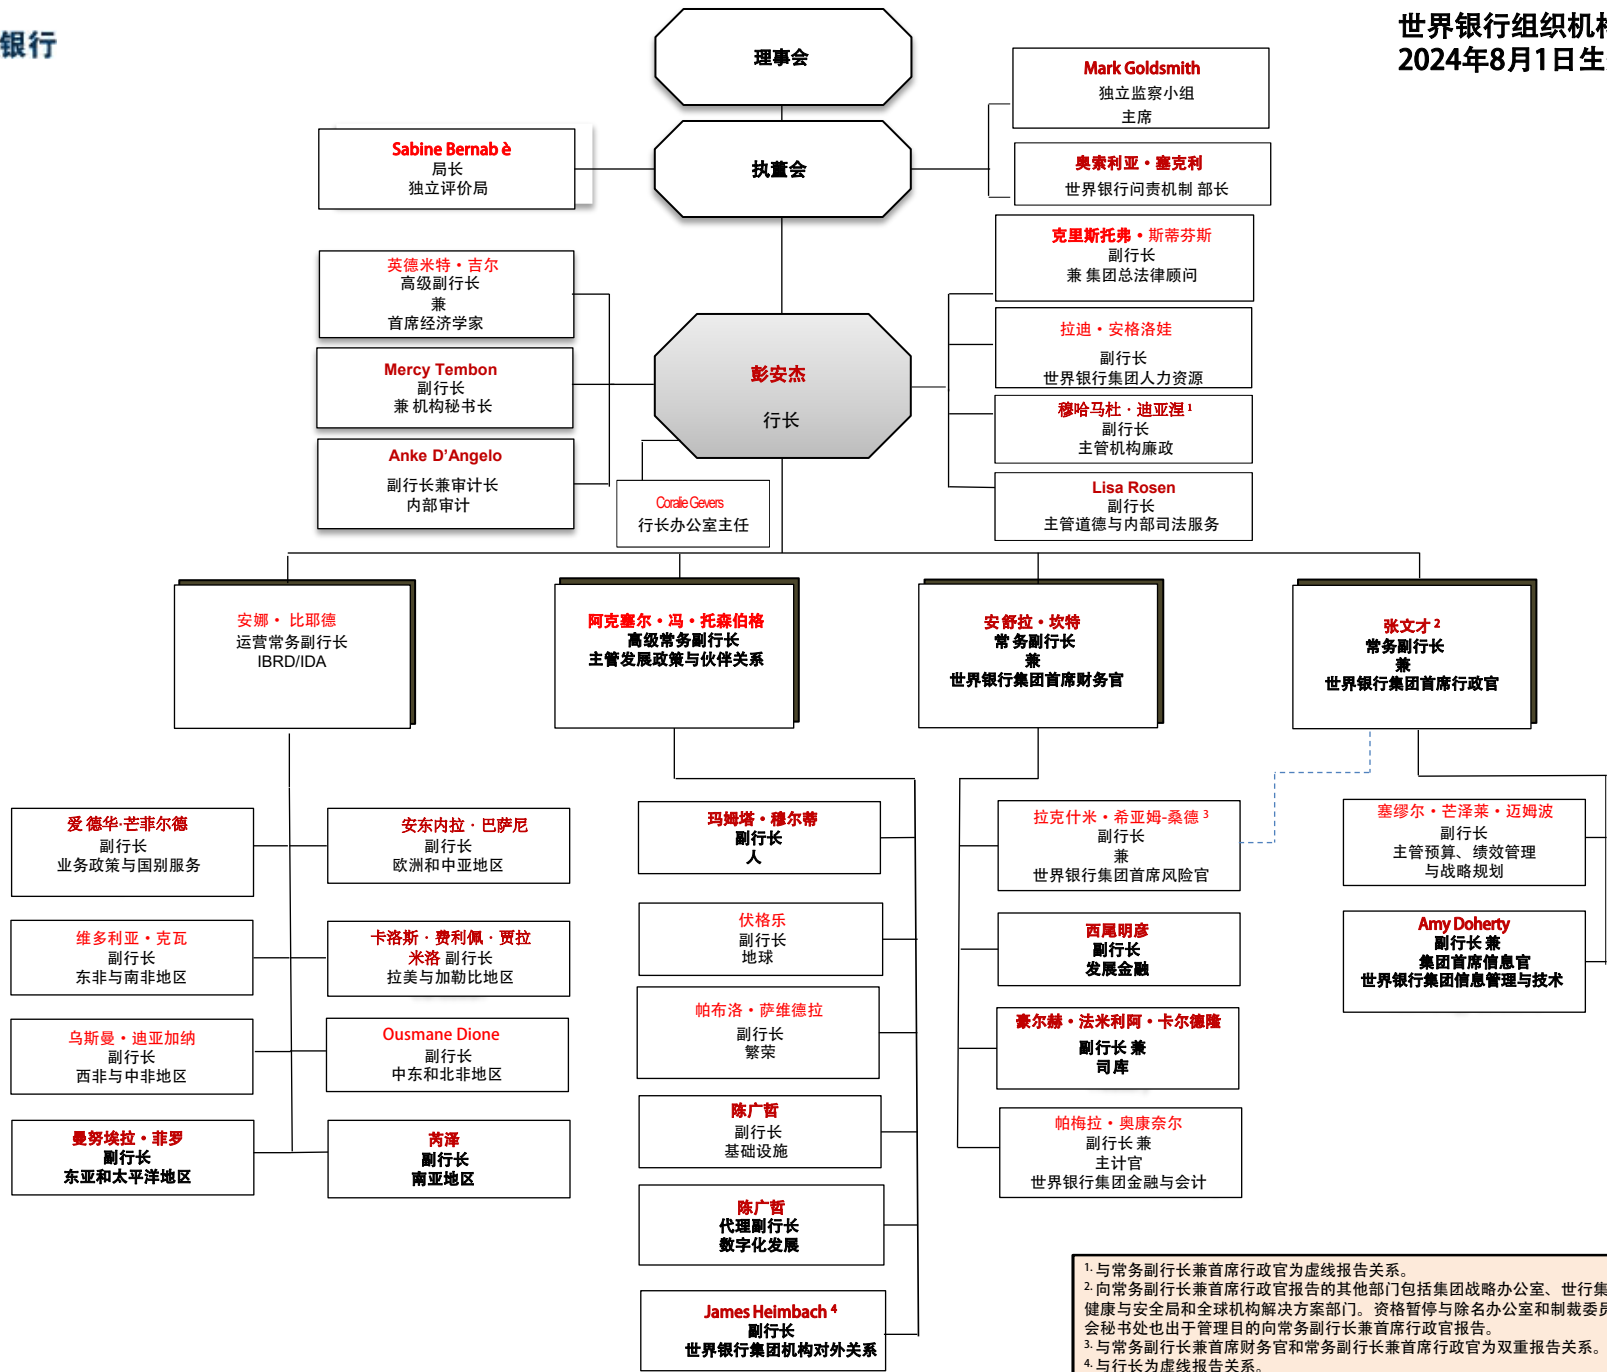 银行
世界银行组织机构
2024年8月1日生
理事会
执董会
Mark Goldsmith
独立监察小组
主席
Sabine Bernab è
局长
独立评价局
奥索利亚·塞克利
世界银行问责机制 部长
克里斯托弗·斯蒂芬斯
副行长
兼 集团总法律顾问
英德米特·吉尔
高级副行长
兼
首席经济学家
拉迪·安格洛娃
副行长
世界银行集团人力资源
Mercy Tembon
副行长
兼 机构秘书长
彭安杰
行长
穆哈马杜·迪亚涅 1
副行长
主管机构廉政
Anke D’Angelo
副行长兼审计长
内部审计
Lisa Rosen
副行长
主管道德与内部司法服务
Coralie Gevers
行长办公室主任
安娜· 比耶德
运营常务副行长
IBRD/IDA
阿克塞尔·冯·托森伯格
高级常务副行长
主管发展政策与伙伴关系
安舒拉·坎特
常务副行长
兼
世界银行集团首席财务官
张文才 2
常务副行长
兼
世界银行集团首席行政官
爱德华·芒菲尔德
副行长
业务政策与国别服务
安东内拉·巴萨尼
副行长
欧洲和中亚地区
维多利亚·克瓦
副行长
东非与南非地区
卡洛斯·费利佩·贾拉
米洛 副行长
拉美与加勒比地区
乌斯曼·迪亚加纳
副行长
西非与中非地区
Ousmane Dione
副行长
中东和北非地区
曼努埃拉·菲罗
副行长
东亚和太平洋地区
芮泽
副行长
南亚地区
玛姆塔·穆尔蒂
副行长
人
伏格乐
副行长
地球
帕布洛·萨维德拉
副行长
繁荣
陈广哲
副行长
基础设施
陈广哲
代理副行长
数字化发展
James Heimbach 4
副行长
世界银行集团机构对外关系
拉克什米·希亚姆-桑德 3
副行长
兼
世界银行集团首席风险官
西尾明彦
副行长
发展金融
豪尔赫·法米利阿·卡尔德隆
副行长 兼
司库
帕梅拉·奥康奈尔
副行长 兼
主计官
世界银行集团金融与会计
塞缪尔·芒泽莱·迈姆波
副行长
主管预算、绩效管理
与战略规划
Amy Doherty
副行长 兼
集团首席信息官
世界银行集团信息管理与技术
1. 与常务副行长兼首席行政官为虚线报告关系。
2. 向常务副行长兼首席行政官报告的其他部门包括集团战略办公室、世行集
健康与安全局和全球机构解决方案部门。资格暂停与除名办公室和制裁委员
会秘书处也出于管理目的向常务副行长兼首席行政官报告。
3. 与常务副行长兼首席财务官和常务副行长兼首席行政官为双重报告关系。
4. 与行长为虚线报告关系。